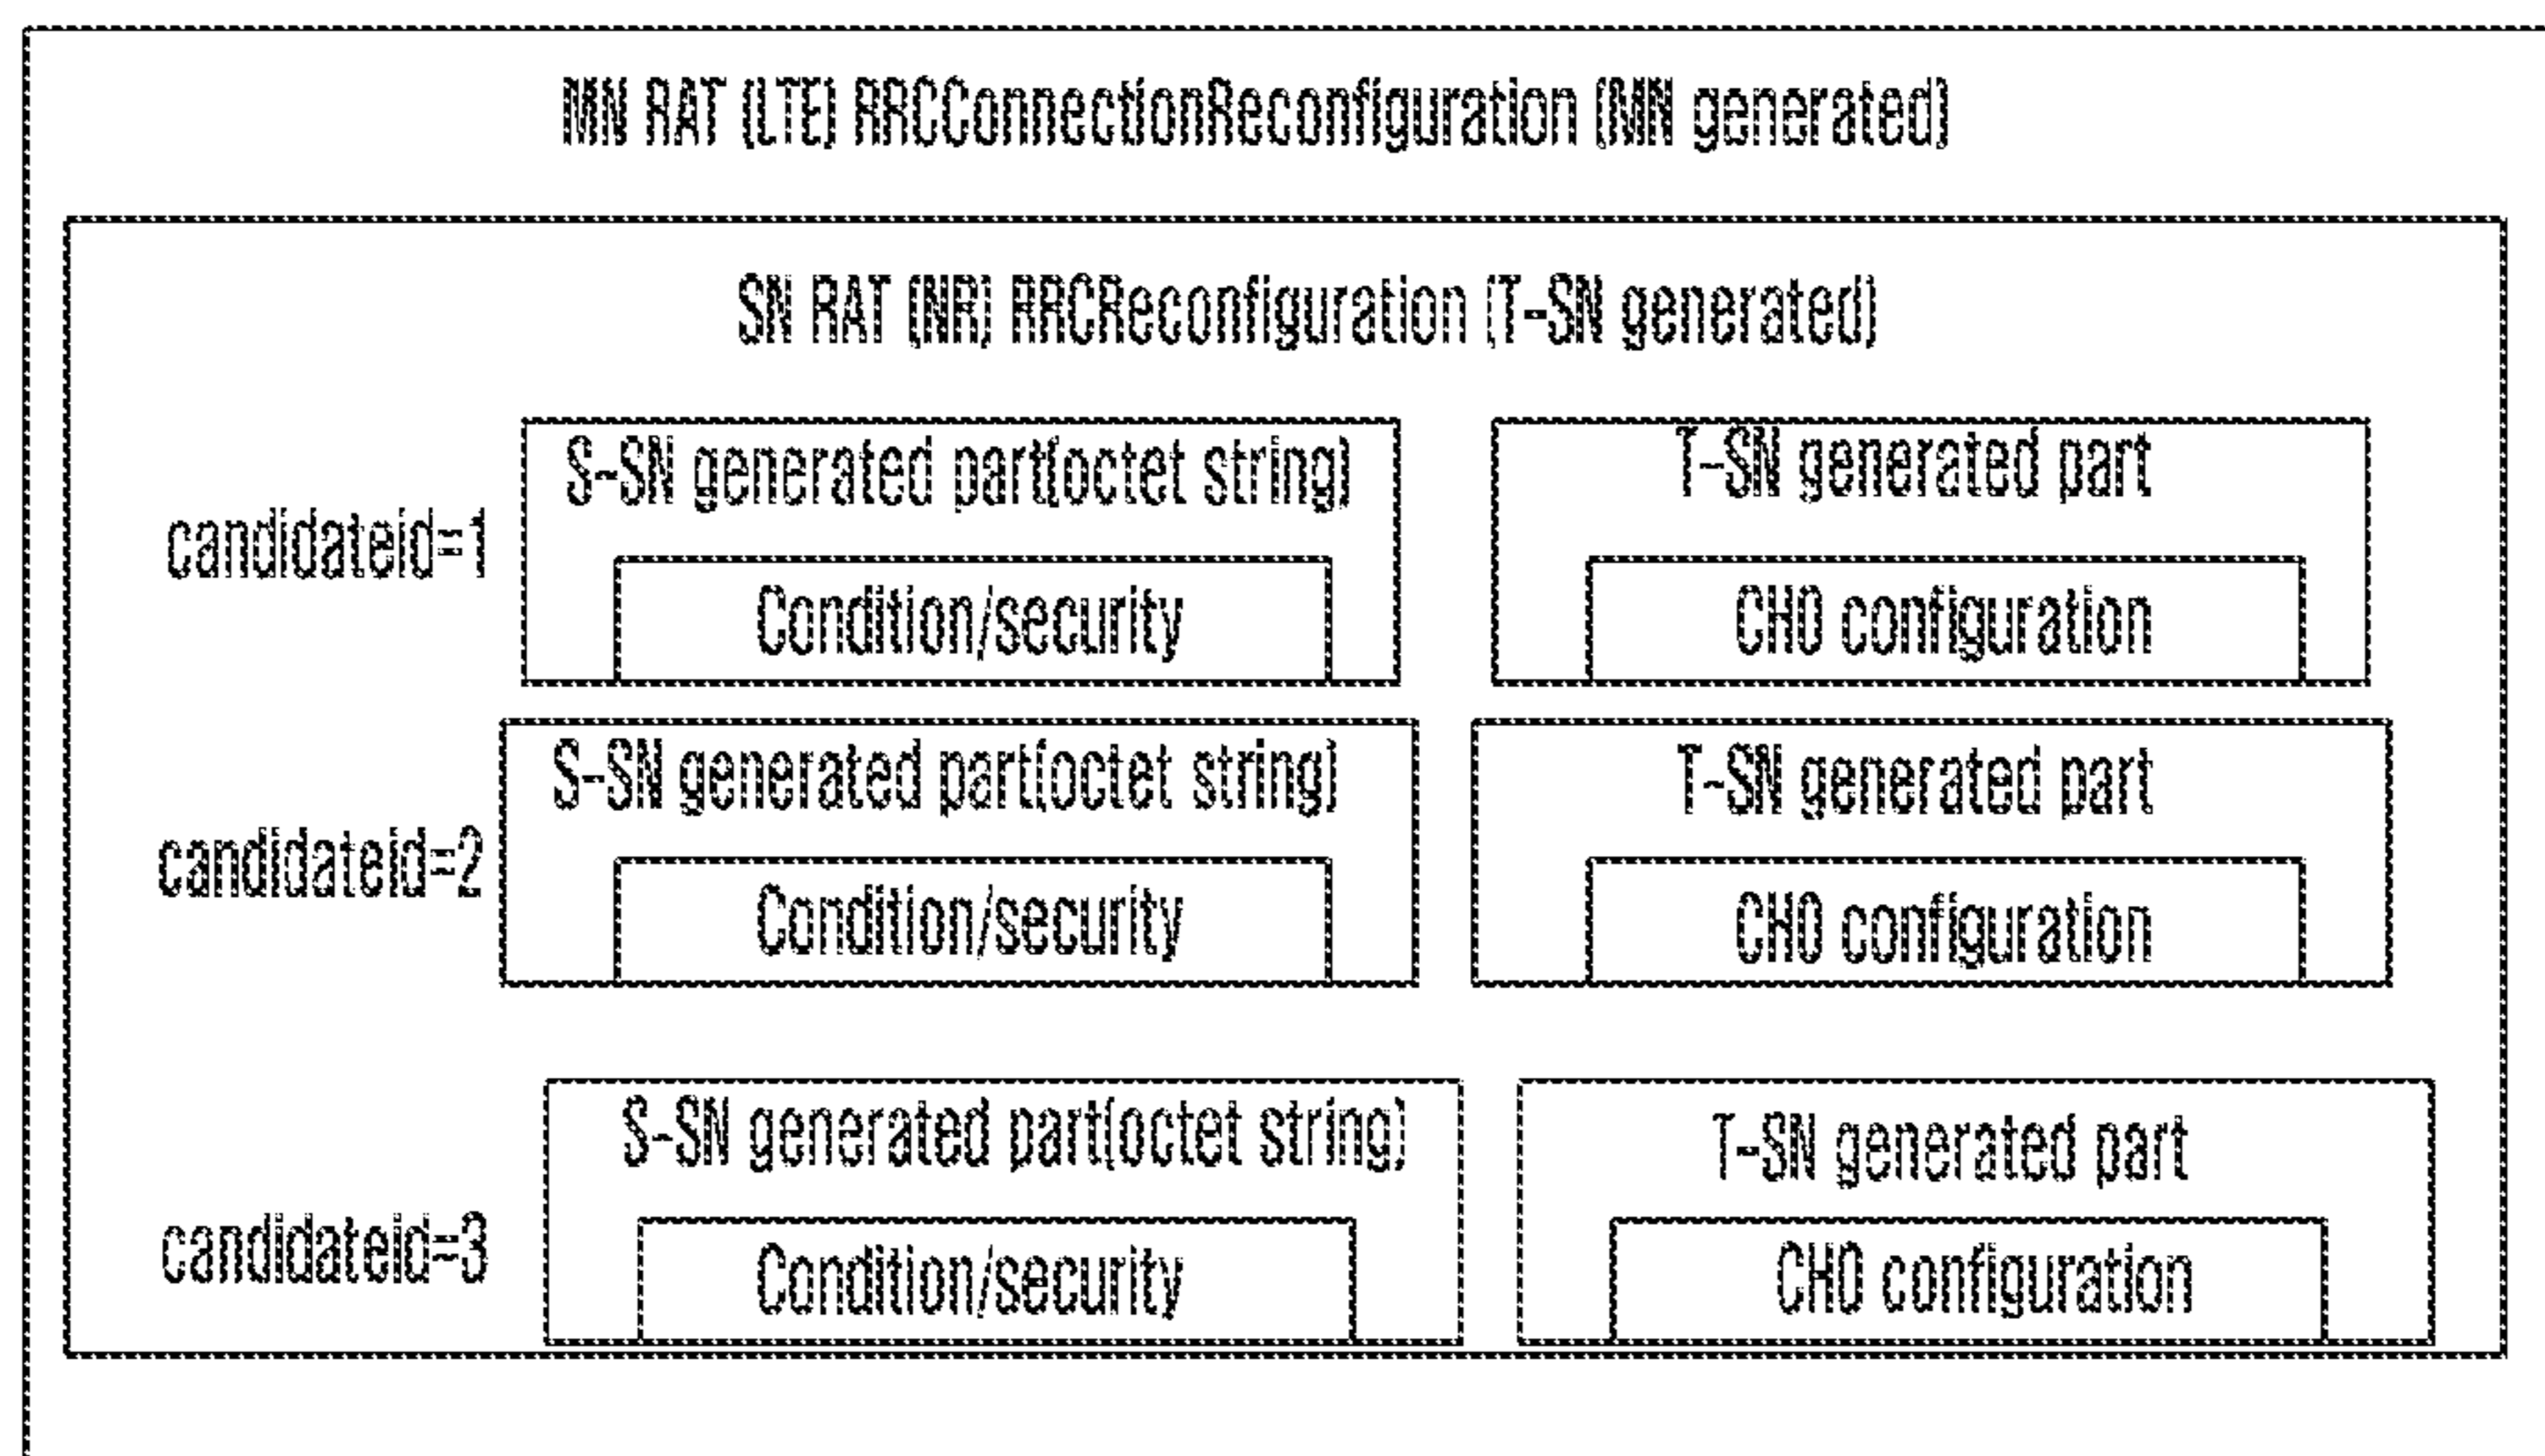 MN RAT (LTE) RRCConnectionReconfiguration (MN generated)
SN RAT (NR) RRCReconfiguration (T-SN generated)
candidateid=1
S-SN generated part(octet string)
Condition/security
T-SN generated part
CHO configuration
candidateid=2
S-SN generated part(octet string)
Condition/security
T-SN generated part
CHO configuration
candidateid=3
S-SN generated part(octet string)
Condition/security
T-SN generated part
CHO configuration